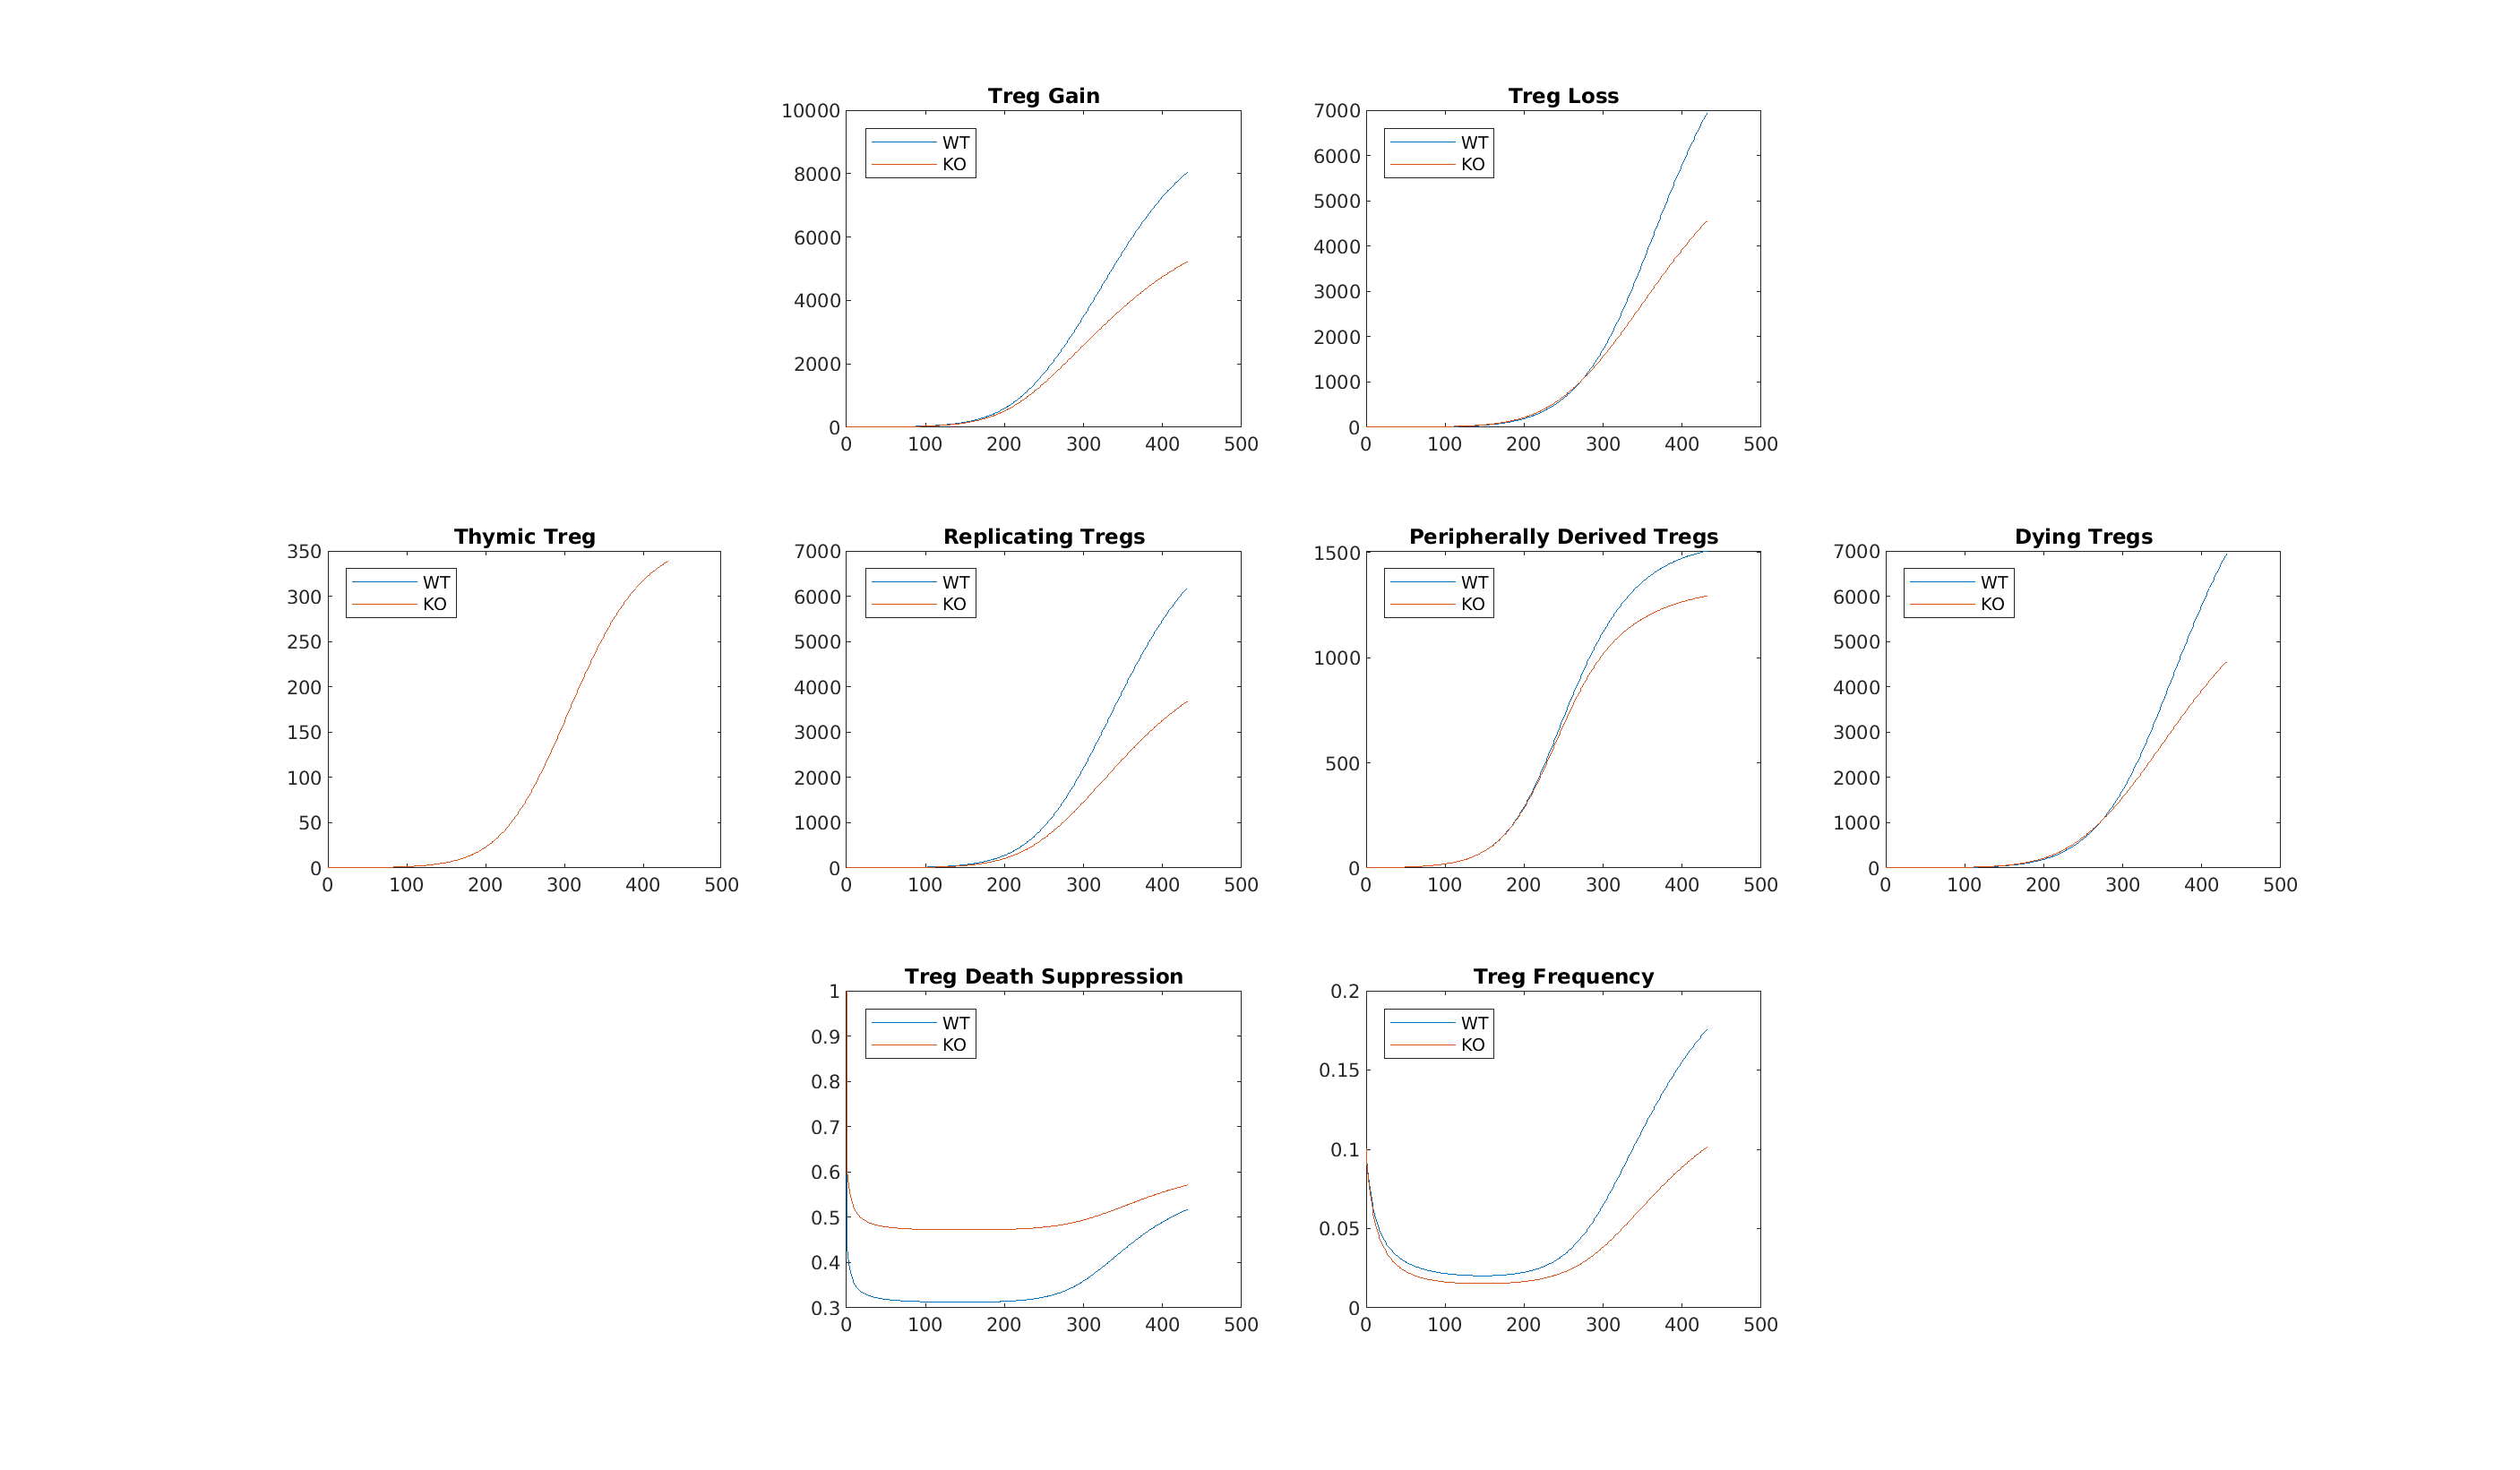 Treg Gain
10000
8000
6000
4000
2000
0
WT
KO
0 100 200 300 400 500
Treg Loss
7000
6000
5000
4000
3000
2000
1000
0
WT
KO
0 100 200 300 400 500
Thymic Treg
350
300
250
200
150
100
50
0
WT
KO
0 100 200 300 400 500
Replicating Tregs
7000
6000
5000
4000
3000
2000
1000
0
WT
KO
0 100 200 300 400 500
Peripherally Derived Tregs
1500
1000
500
0
WT
KO
0 100 200 300 400 500
Dying Tregs
7000
6000
5000
4000
3000
2000
1000
0
WT
KO
0 100 200 300 400 500
Treg Death Suppression
1
0.9
0.8
0.7
0.6
0.5
0.4
0.3
WT
KO
0 100 200 300 400 500
Treg Frequency
0.2
0.15
0.1
0.05
0
WT
KO
0 100 200 300 400 500